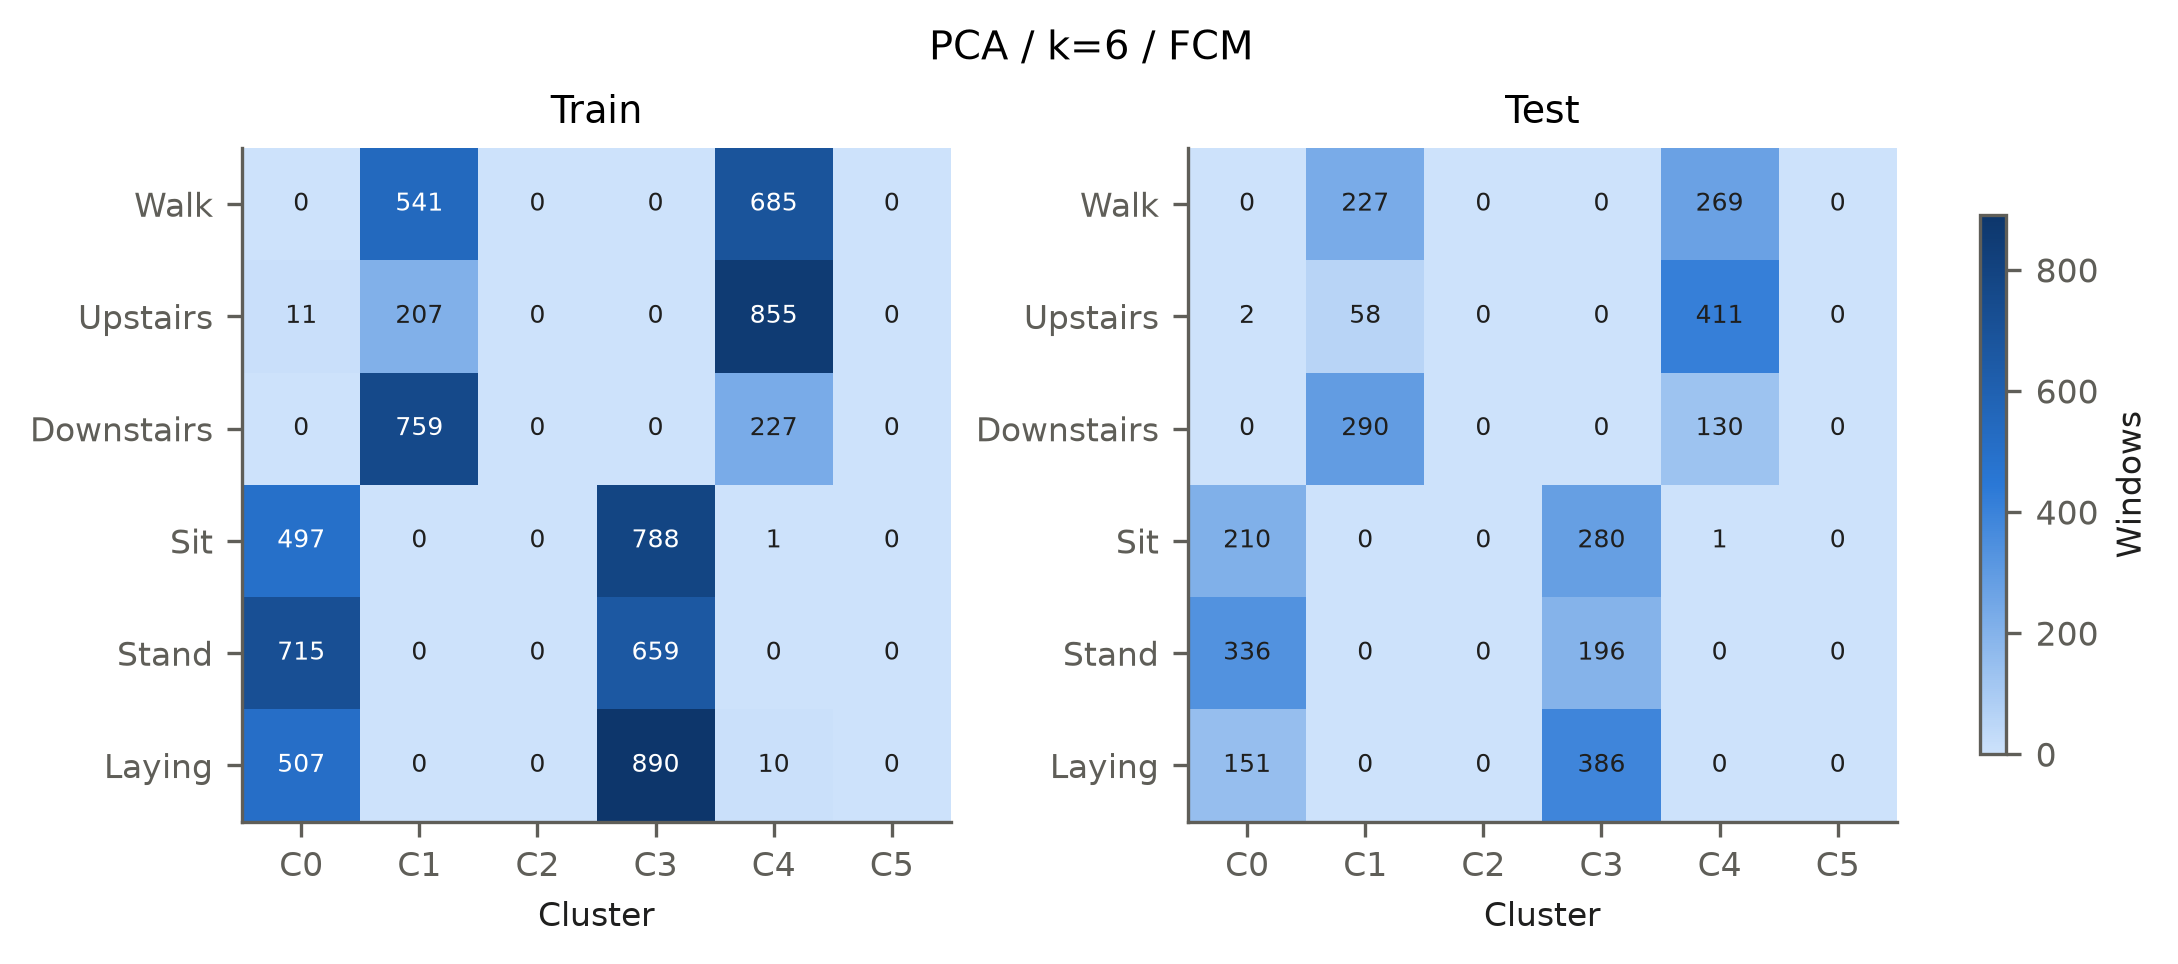 PCA / k=6 / FCM
Train
Walk 0 541 0 0 685 0
Upstairs 11 207 0 0 855 0
Downstairs 0 759 0 0 227 0
Sit 497 0 0 788 1 0
Stand 715 0 0 659 0 0
Laying 507 0 0 890 10 0
C0 C1 C2 C3 C4 C5
Cluster
Test
Walk 0 227 0 0 269 0
Upstairs 2 58 0 0 411 0
Downstairs 0 290 0 0 130 0
Sit 210 0 0 280 1 0
Stand 336 0 0 196 0 0
Laying 151 0 0 386 0 0
C0 C1 C2 C3 C4 C5
Cluster
800
600
400
200
0
Windows